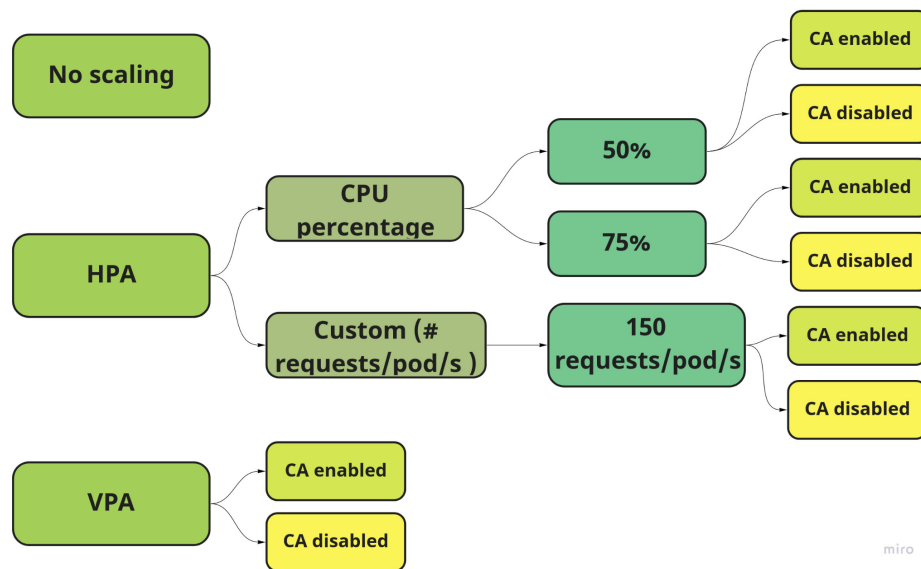 No scaling
HPA
VPA
CPU
percentage
Custom (#
requests/pod/s )
50%
75%
150
requests/pod/s
CA enabled
CA disabled
CA enabled
CA disabled
CA enabled
CA disabled
CA enabled
CA disabled
miro